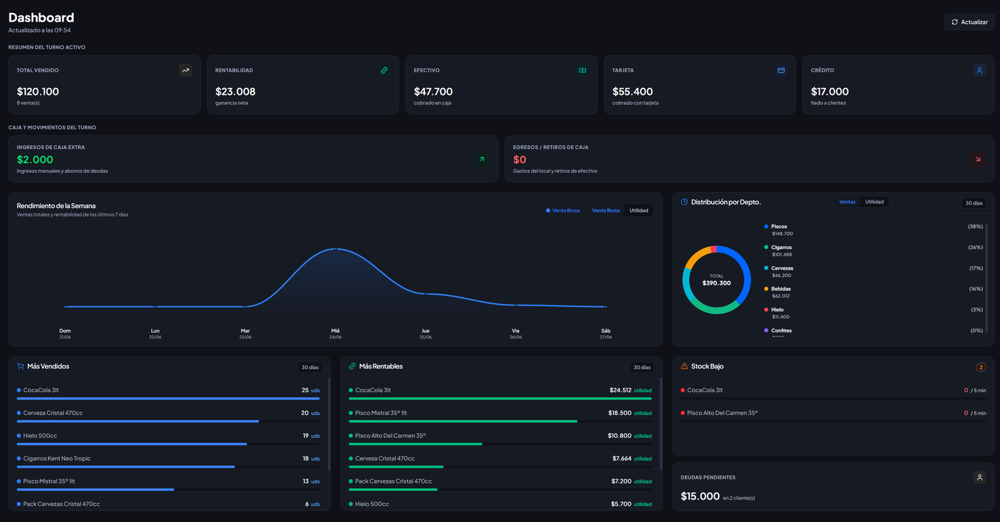 Dashboard
Actualizado a las 09:54
Actualizar
RESUMEN DEL TURNO ACTIVO
TOTAL VENDIDO
$120.100
8 venta(s)
RENTABILIDAD
$23.008
ganancia neta
EFECTIVO
$47.700
cobrado en caja
TARJETA
$55.400
cobrado con tarjeta
CRÉDITO
$17.000
fiado a clientes
CAJA Y MOVIMIENTOS DEL TURNO
INGRESOS DE CAJA EXTRA
$2.000
Ingresos manuales y abonos de deudas
EGRESOS / RETIROS DE CAJA
$0
Gastos del local y retiros de efectivo
Rendimiento de la Semana
Ventas totales y rentabilidad de los últimos 7 días
Venta Bruta
Venta Bruta Utilidad
Dom Lun Mar Mié Jue Vie Sáb
21/06 22/06 23/06 24/06 25/06 26/06 27/06
Distribución por Depto.
Ventas Utilidad
30 días
TOTAL
$390.300
Piscos (38%)
$148.700
Cigarros (26%)
$101.488
Cervezas (17%)
$66.200
Bebidas (16%)
$62.012
Hielo (3%)
$11.400
Confites (0%)
Más Vendidos
30 días
CocaCola 3lt 25 uds
Cerveza Cristal 470cc 20 uds
Hielo 500cc 19 uds
Cigarros Kent Neo Tropic 18 uds
Pisco Mistral 35º 1lt 13 uds
Pack Cervezas Cristal 470cc 6 uds
Más Rentables
30 días
CocaCola 3lt $24.512 utilidad
Pisco Mistral 35º 1lt $18.500 utilidad
Pisco Alto Del Carmen 35º $10.800 utilidad
Cerveza Cristal 470cc $7.664 utilidad
Pack Cervezas Cristal 470cc $7.200 utilidad
Hielo 500cc $5.700 utilidad
Stock Bajo
2
CocaCola 3lt 0 / 5 min
Pisco Alto Del Carmen 35º 0 / 5 min
DEUDAS PENDIENTES
$15.000 en 2 cliente(s)